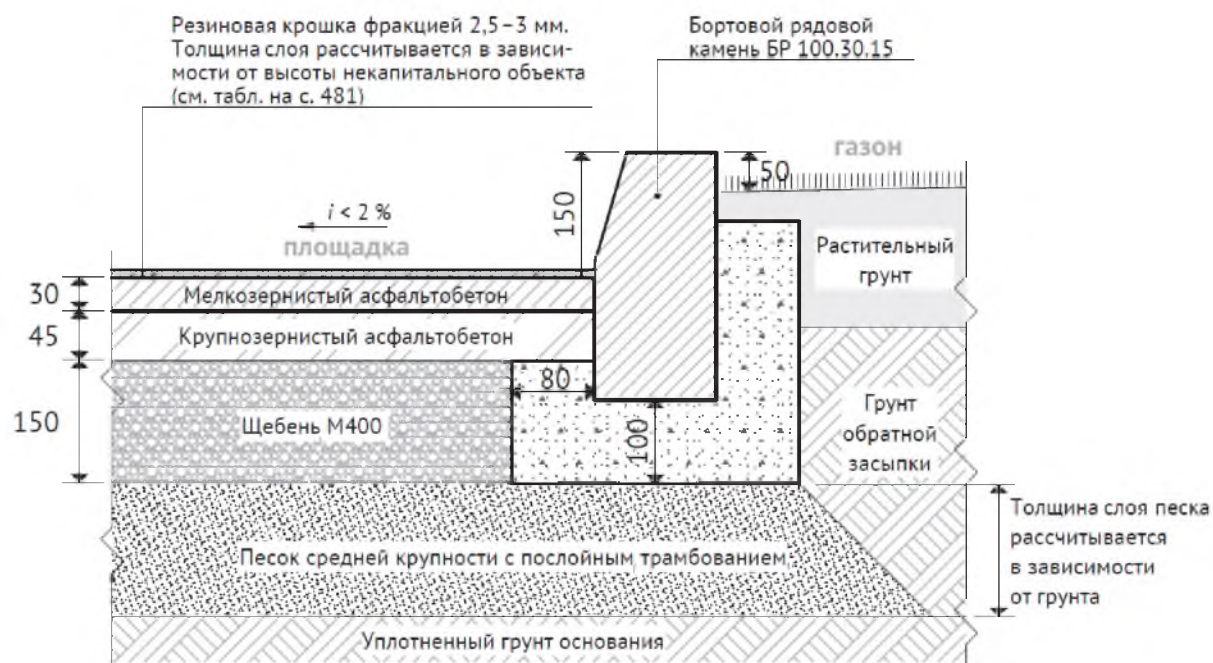 Резиновая крошка фракцией 2,5–3 мм.
Толщина слоя рассчитывается в зависи-
мости от высоты некапитального объекта
(см. табл. на с. 481)
Бортовой рядовой
камень БР 100.30.15
газон
50
150
i < 2 %
площадка
Растительный
грунт
30
Мелкозернистый асфальтобетон
45
Крупнозернистый асфальтобетон
80
150
Щебень М400
100
Грунт
обратной
засыпки
Толщина слоя песка
рассчитывается
в зависимости
от грунта
Песок средней крупности с послойным трамбованием
Уплотненный грунт основания